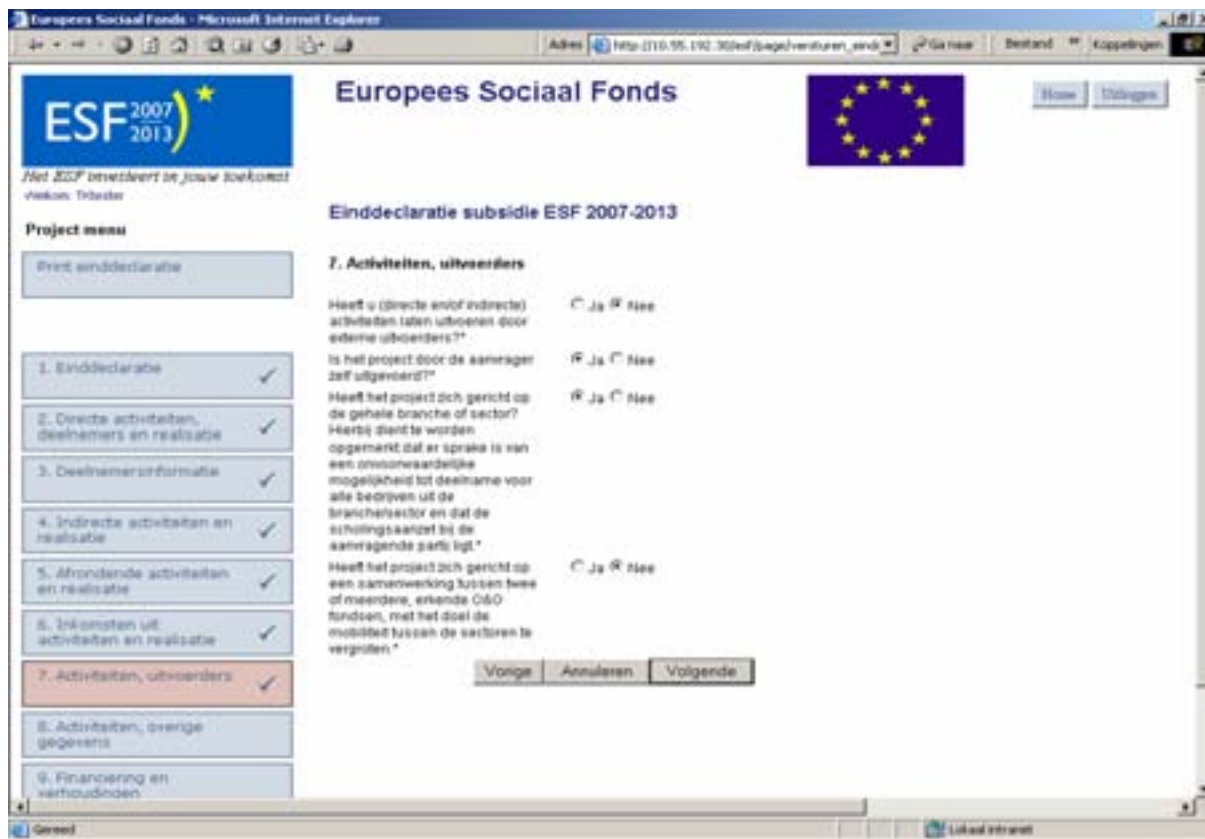 Europees Sociaal Fonds - Microsoft Internet Explorer
Adres http://10.55.192.30/esf/page/versturen_eind Ga naar Bestand Koppelingen
ESF 2007 2013
Het ESF investeert in jouw toekomst
Welkom:
Europees Sociaal Fonds
Home Uitloggen
Project menu
Print einddeclaratie
1. Einddeclaratie
2. Directe activiteiten,
deelnemers en realisatie
3. Deelnemersinformatie
4. Indirecte activiteiten en
realisatie
5. Afrondende activiteiten
en realisatie
6. Inkomsten uit
activiteiten en realisatie
7. Activiteiten, uitvoerders
8. Activiteiten, overige
gegevens
9. Financiering en
verhoudingen
Einddeclaratie subsidie ESF 2007-2013
7. Activiteiten, uitvoerders
Heeft u (directe en/of indirecte)
activiteiten laten uitvoeren door
externe uitvoerders?*
Ja Nee
Is het project door de aanvrager
zelf uitgevoerd?*
Ja Nee
Heeft het project zich gericht op
de gehele branche of sector?
Hierbij dient te worden
opgemerkt dat er sprake is van
een onvoorwaardelijke
mogelijkheid tot deelname voor
alle bedrijven uit de
branche/sector en dat de
scholingsaanzet bij de
aanvragende partij ligt.*
Ja Nee
Heeft het project zich gericht op
een samenwerking tussen twee
of meerdere, erkende O&O
fondsen, met het doel de
mobiliteit tussen de sectoren te
vergroten.*
Ja Nee
Vorige Annuleren Volgende
Gereed
Lokaal intranet